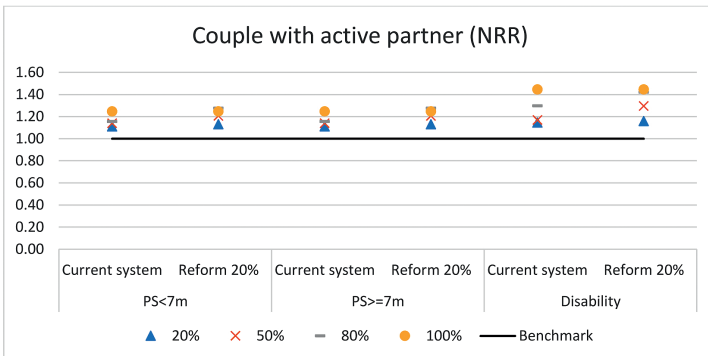 Couple with active partner (NRR)
1.60
1.40
1.20
1.00
0.80
0.60
0.40
0.20
0.00
Current system Reform 20% Current system Reform 20% Current system Reform 20%
PS<7m PS>=7m Disability
20% 50% 80% 100% Benchmark